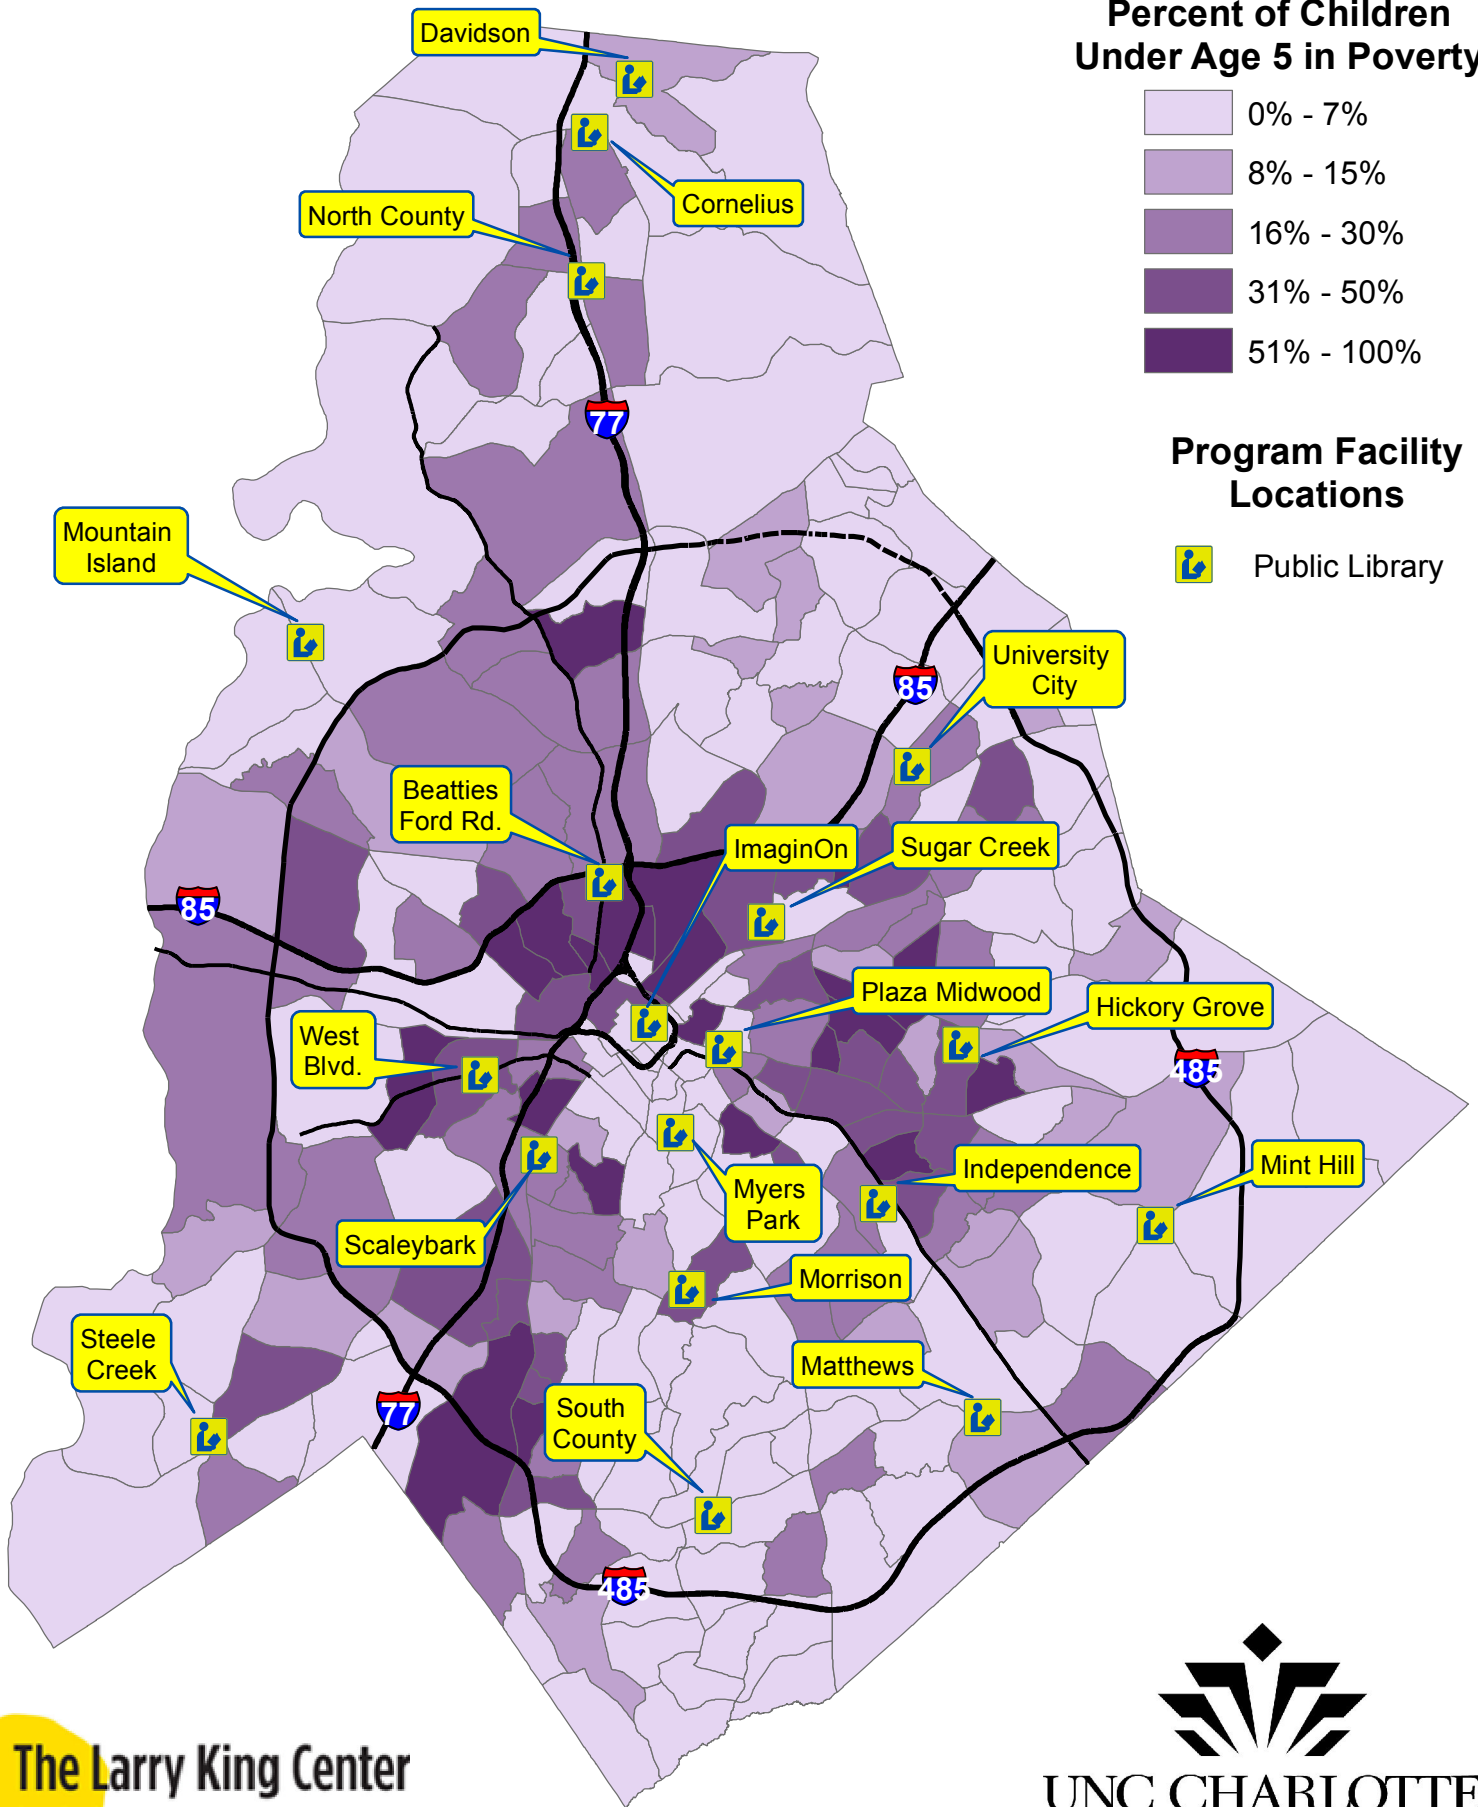 Percent of Children
Under Age 5 in Poverty
0% - 7%
8% - 15%
16% - 30%
31% - 50%
51% - 100%
Program Facility
Locations
Public Library
Davidson
Cornelius
North County
77
Mountain
Island
University
City
85
Beatties
Ford Rd.
ImaginOn
Sugar Creek
85
Plaza Midwood
Hickory Grove
West
Blvd.
485
Independence
Mint Hill
Myers
Park
Scaleybark
Morrison
Steele
Creek
Matthews
77
South
County
485
The Larry King Center
UNC CHARLOTTE